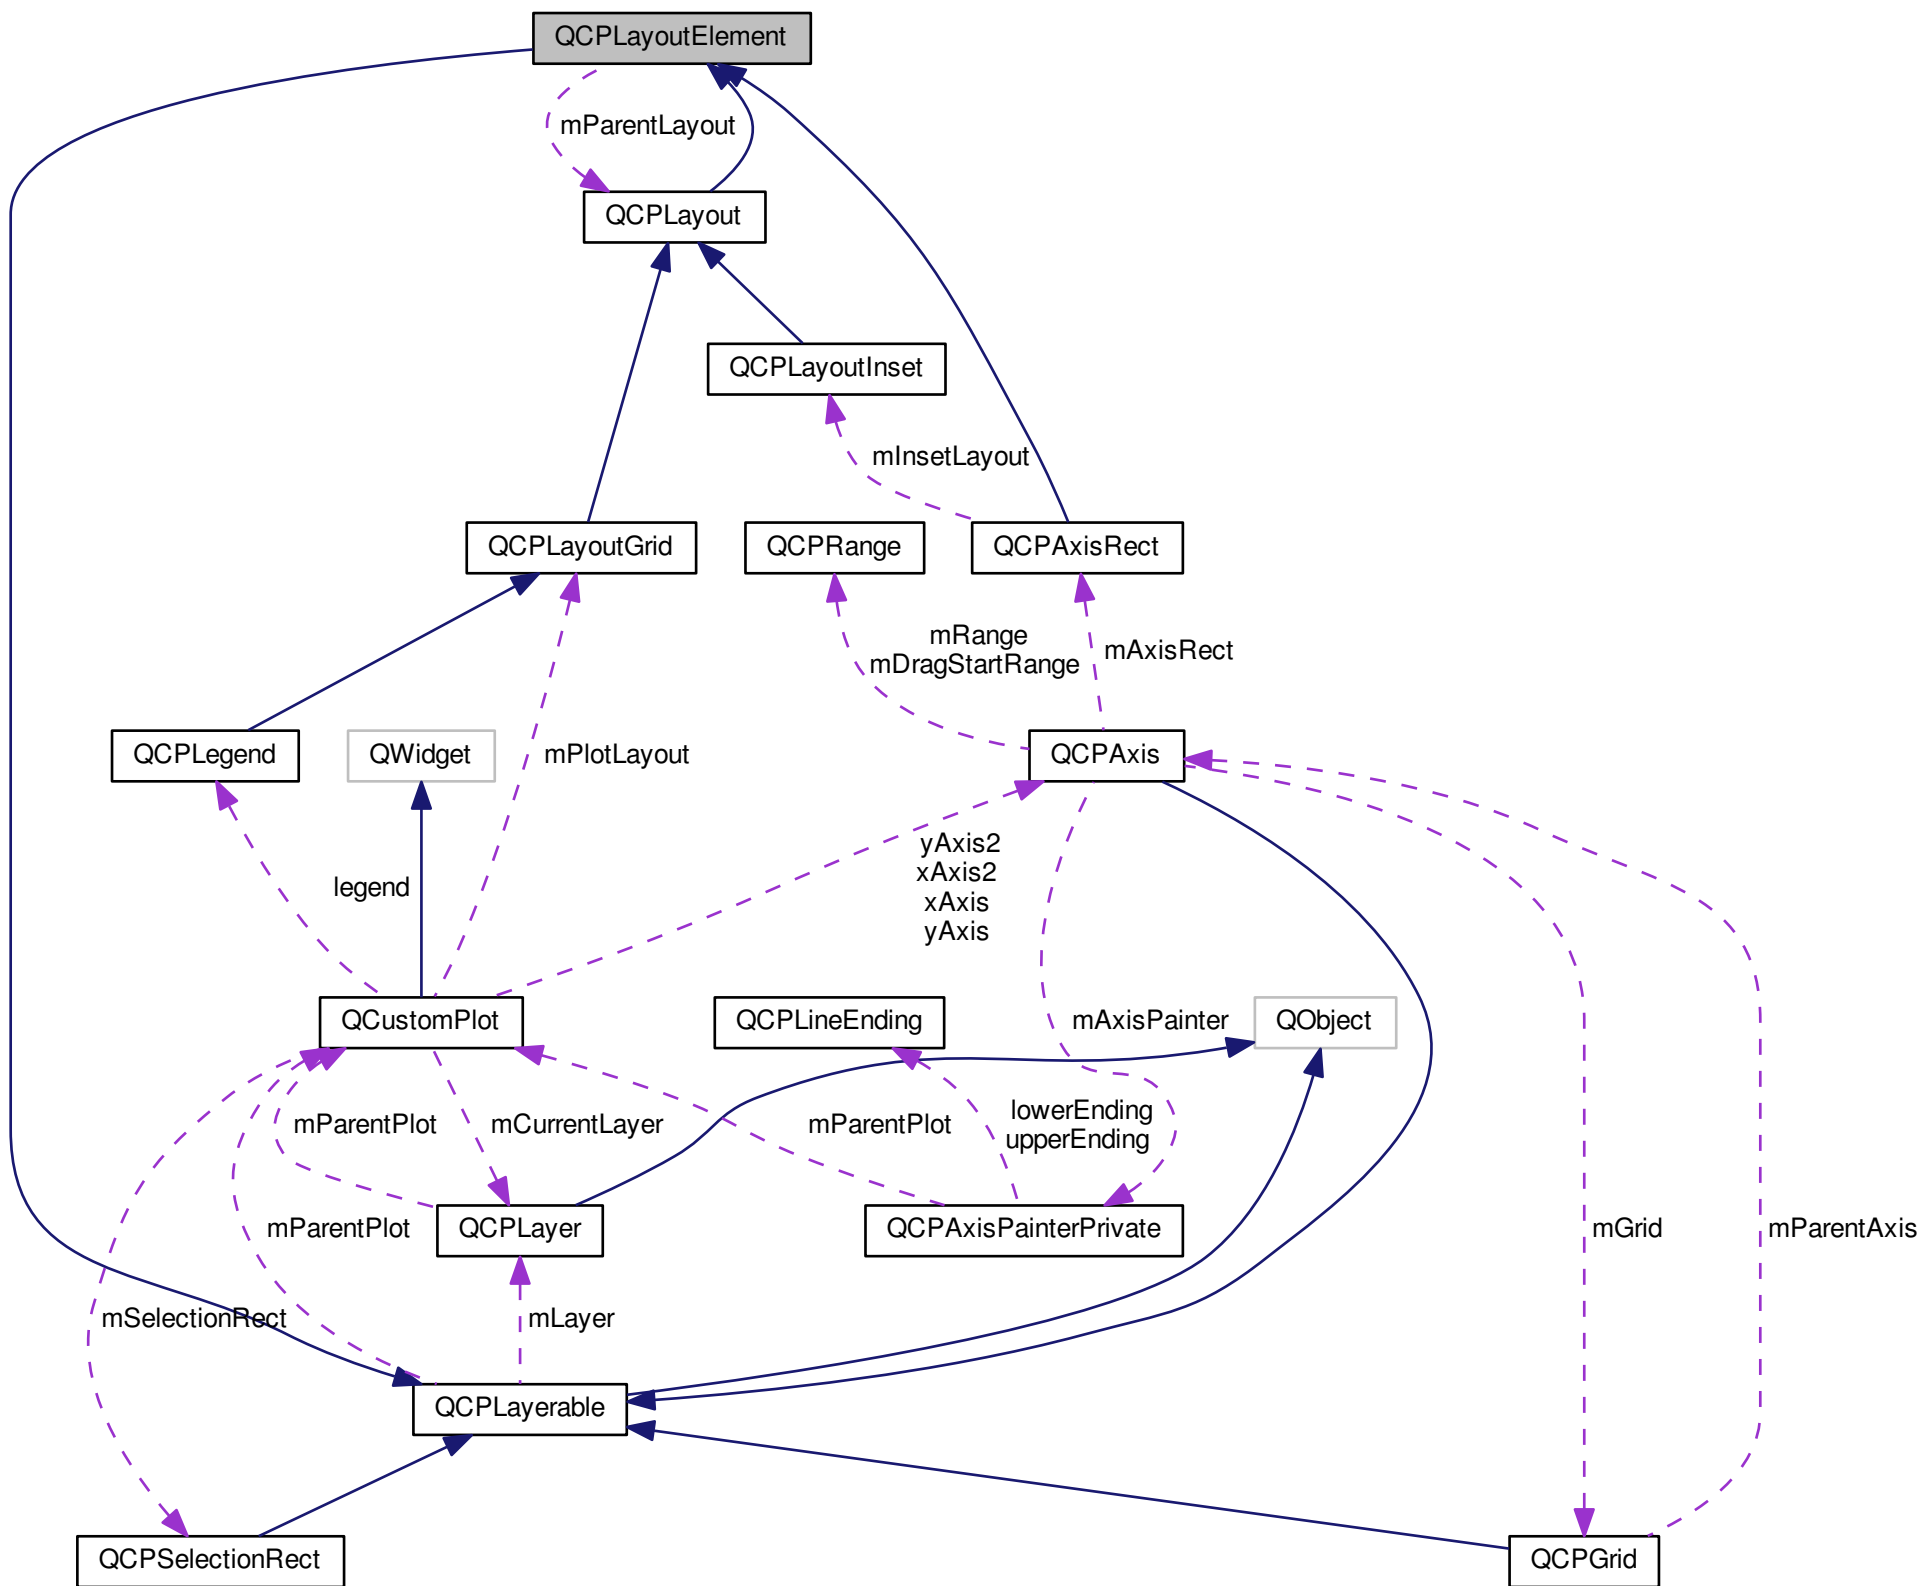 QCPLayoutElement
mParentLayout
QCPLayout
QCPLayoutInset
mInsetLayout
QCPLayoutGrid
QCPRange
QCPAxisRect
mRange
mDragStartRange
mAxisRect
QCPLegend
QWidget
mPlotLayout
QCPAxis
legend
yAxis2
xAxis2
xAxis
yAxis
QCustomPlot
QCPLineEnding
mAxisPainter
QObject
mParentPlot
mCurrentLayer
mParentPlot
lowerEnding
upperEnding
mParentPlot
QCPLayer
QCPAxisPainterPrivate
mGrid
mParentAxis
mSelectionRect
mLayer
QCPLayerable
QCPSelectionRect
QCPGrid